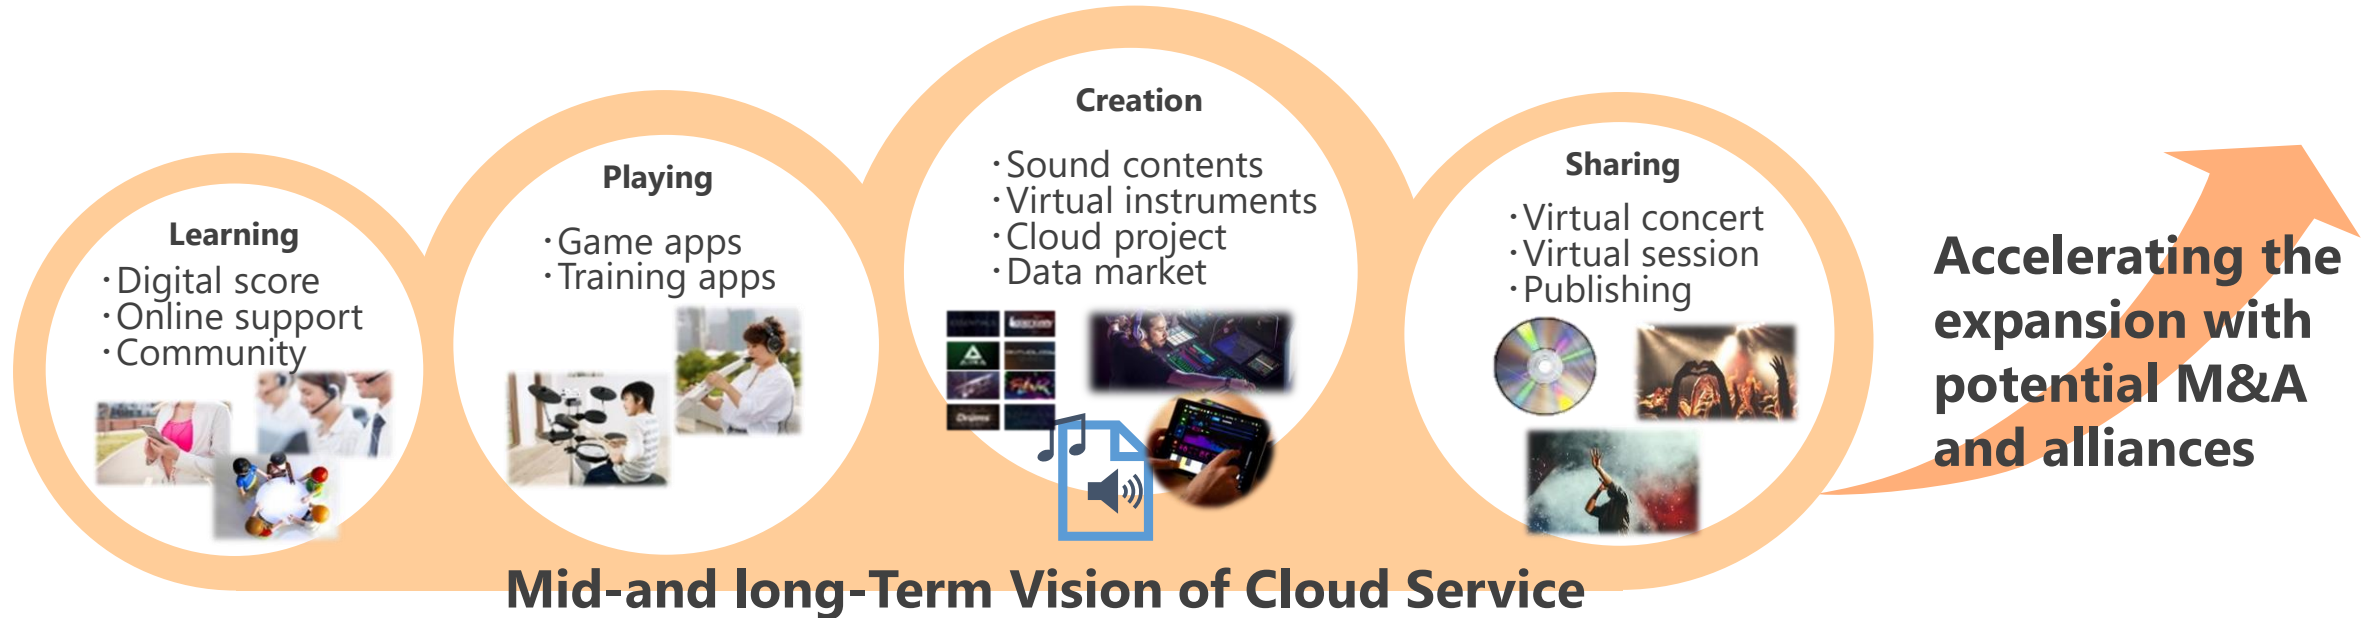 Learning
・Digital score
・Online support
・Community
Playing
・Game apps
・Training apps
Creation
・Sound contents
・Virtual instruments
・Cloud project
・Data market
Sharing
・Virtual concert
・Virtual session
・Publishing
Accelerating the
expansion with
potential M&A
and alliances
Mid-and long-Term Vision of Cloud Service